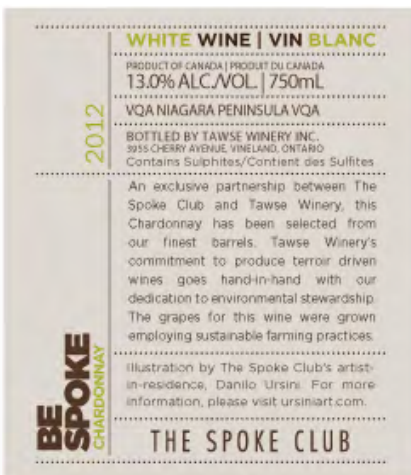 WHITE WINE | VIN BLANC
PRODUCT OF CANADA | PRODUIT DU CANADA
13.0% ALC./VOL. | 750mL
VQA NIAGARA PENINSULA VQA
2012
BOTTLED BY TAWSE WINERY INC.
3955 CHERRY AVENUE, VINELAND, ONTARIO
Contains Sulphites/Contient des Sulfites
An exclusive partnership between The
Spoke Club and Tawse Winery, this
Chardonnay has been selected from
our finest barrels. Tawse Winery's
commitment to produce terroir driven
wines goes hand-in-hand with our
dedication to environmental stewardship.
The grapes for this wine were grown
employing sustainable farming practices.
Illustration by The Spoke Club's artist-
in-residence, Danilo Ursini. For more
information, please visit ursiniart.com.
BE
SPOKE
CHARDONNAY
THE SPOKE CLUB